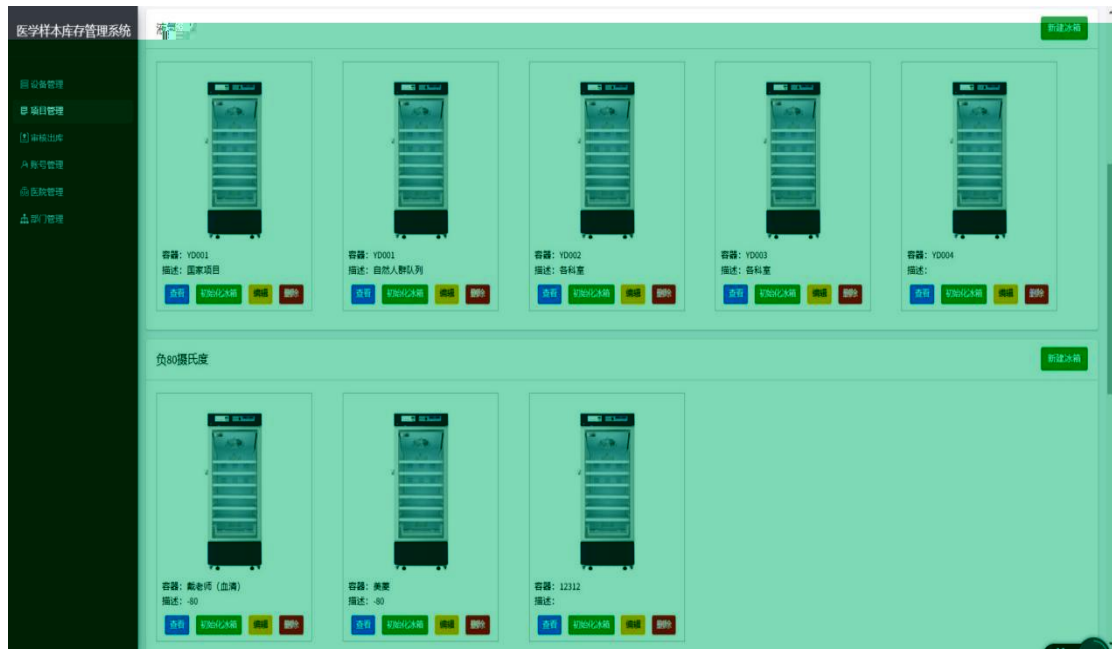 医学样本库存管理系统
设备管理
项目管理
审核出库
账号管理
医院管理
部门管理
新建冰箱
容器：YD001
描述：国家项目
查看 初始化冰箱 编辑 删除
容器：YD001
描述：自然人群队列
查看 初始化冰箱 编辑 删除
容器：YD002
描述：各科室
查看 初始化冰箱 编辑 删除
容器：YD003
描述：各科室
查看 初始化冰箱 编辑 删除
容器：YD004
描述：
查看 初始化冰箱 编辑 删除
负80摄氏度
新建冰箱
容器：戴老师（血清）
描述：-80
查看 初始化冰箱 编辑 删除
容器：美菱
描述：-80
查看 初始化冰箱 编辑 删除
容器：12312
描述：
查看 初始化冰箱 编辑 删除